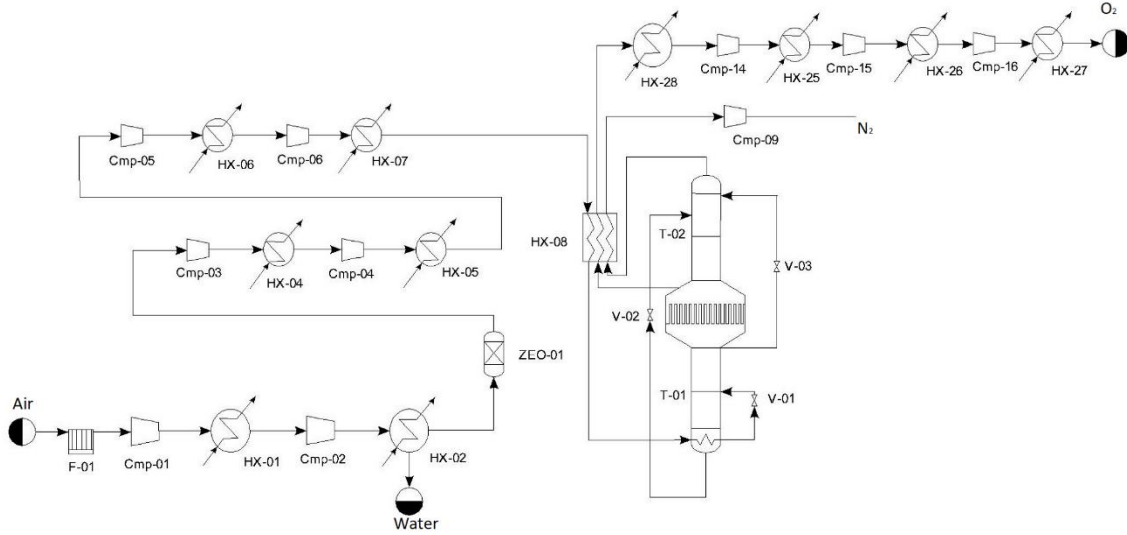 O₂
HX-28
Cmp-14
HX-25
Cmp-15
HX-26
Cmp-16
HX-27
Cmp-09
N₂
Cmp-05
HX-06
Cmp-06
HX-07
HX-08
T-02
V-03
Cmp-03
HX-04
Cmp-04
HX-05
V-02
ZEO-01
T-01
V-01
Air
F-01
Cmp-01
HX-01
Cmp-02
HX-02
Water